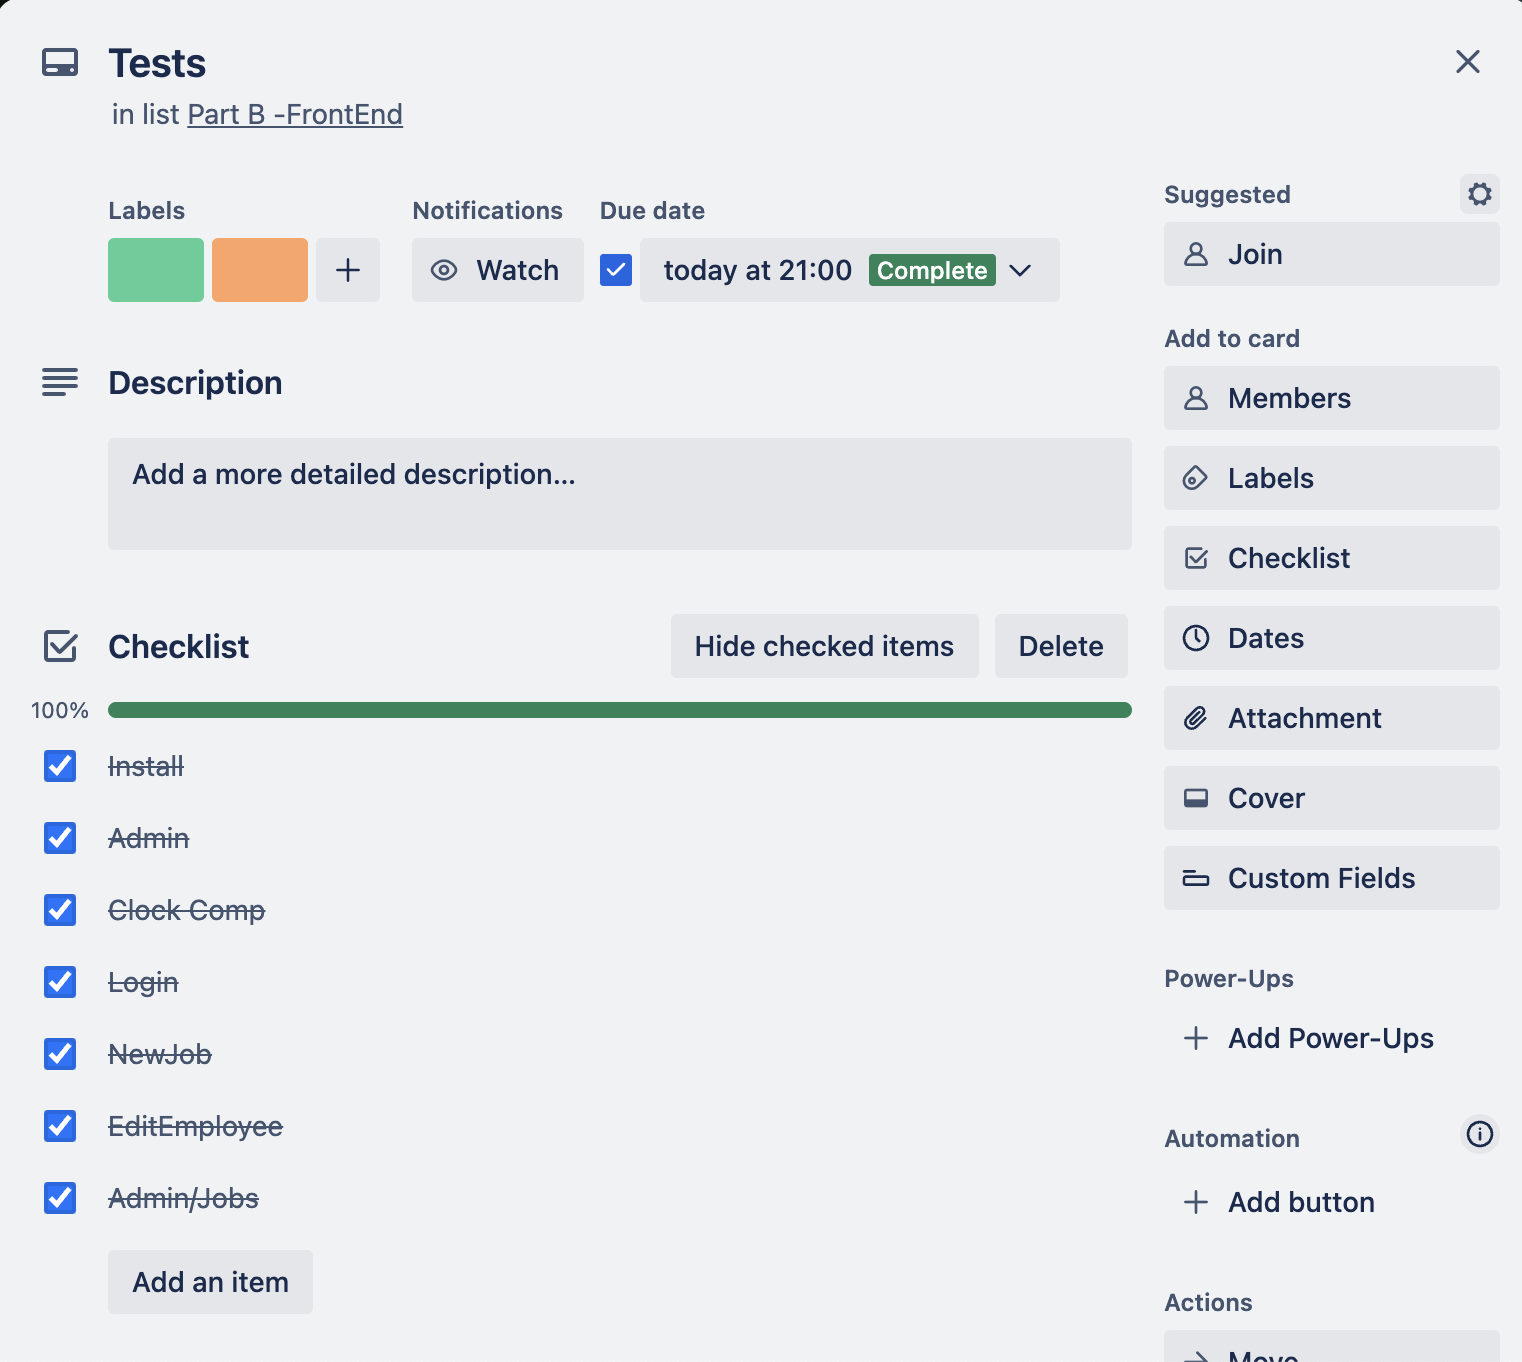 Tests
in list Part B -FrontEnd
Labels
Notifications
Due date
Watch
today at 21:00 Complete
Description
Add a more detailed description...
Checklist
Hide checked items
Delete
100%
Install
Admin
Clock Comp
Login
NewJob
EditEmployee
Admin/Jobs
Add an item
Suggested
Join
Add to card
Members
Labels
Checklist
Dates
Attachment
Cover
Custom Fields
Power-Ups
Add Power-Ups
Automation
Add button
Actions
Move